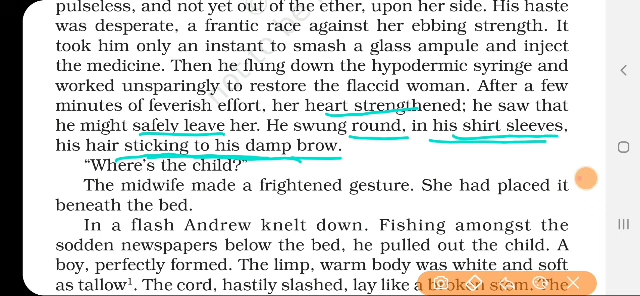 pulseless, and not yet out of the ether, upon her side. His haste
was desperate, a frantic race against her ebbing strength. It
took him only an instant to smash a glass ampule and inject
the medicine. Then he flung down the hypodermic syringe and
worked unsparingly to restore the flaccid woman. After a few
minutes of feverish effort, her heart strengthened; he saw that
he might safely leave her. He swung round, in his shirt sleeves,
his hair sticking to his damp brow.
“Where’s the child?”
The midwife made a frightened gesture. She had placed it
beneath the bed.
In a flash Andrew knelt down. Fishing amongst the
sodden newspapers below the bed, he pulled out the child. A
boy, perfectly formed. The limp, warm body was white and soft
as tallow¹. The cord, hastily slashed, lay like a broken stem. The